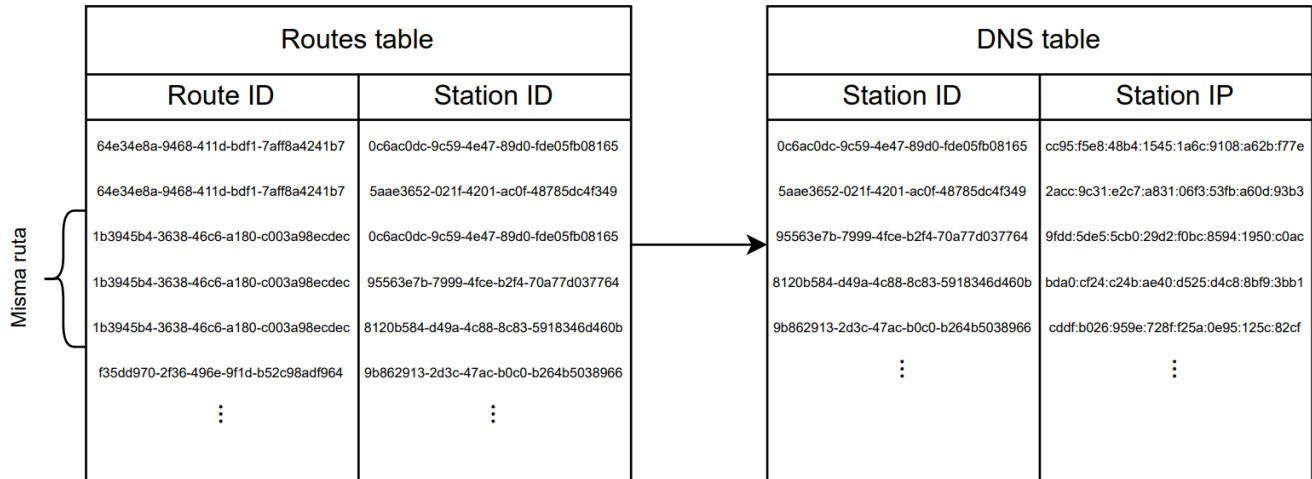 Routes table
Route ID Station ID
64e34e8a-9468-411d-bdf1-7aff8a4241b7 0c6ac0dc-9c59-4e47-89d0-fde05fb08165
64e34e8a-9468-411d-bdf1-7aff8a4241b7 5aae3652-021f-4201-ac0f-48785dc4f349
1b3945b4-3638-46c6-a180-c003a98ecdec 0c6ac0dc-9c59-4e47-89d0-fde05fb08165
1b3945b4-3638-46c6-a180-c003a98ecdec 95563e7b-7999-4fce-b2f4-70a77d037764
1b3945b4-3638-46c6-a180-c003a98ecdec 8120b584-d49a-4c88-8c83-5918346d460b
f35dd970-2f36-496e-9f1d-b52c98adf964 9b862913-2d3c-47ac-b0c0-b264b5038966
⋮ ⋮
Misma ruta
DNS table
Station ID Station IP
0c6ac0dc-9c59-4e47-89d0-fde05fb08165 cc95:f5e8:48b4:1545:1a6c:9108:a62b:f77e
5aae3652-021f-4201-ac0f-48785dc4f349 2acc:9c31:e2c7:a831:06f3:53fb:a60d:93b3
95563e7b-7999-4fce-b2f4-70a77d037764 9fdd:5de5:5cb0:29d2:f0bc:8594:1950:c0ac
8120b584-d49a-4c88-8c83-5918346d460b bda0:cf24:c24b:ae40:d525:d4c8:8bf9:3bb1
9b862913-2d3c-47ac-b0c0-b264b5038966 cddf:b026:959e:728f:f25a:0e95:125c:82cf
⋮ ⋮